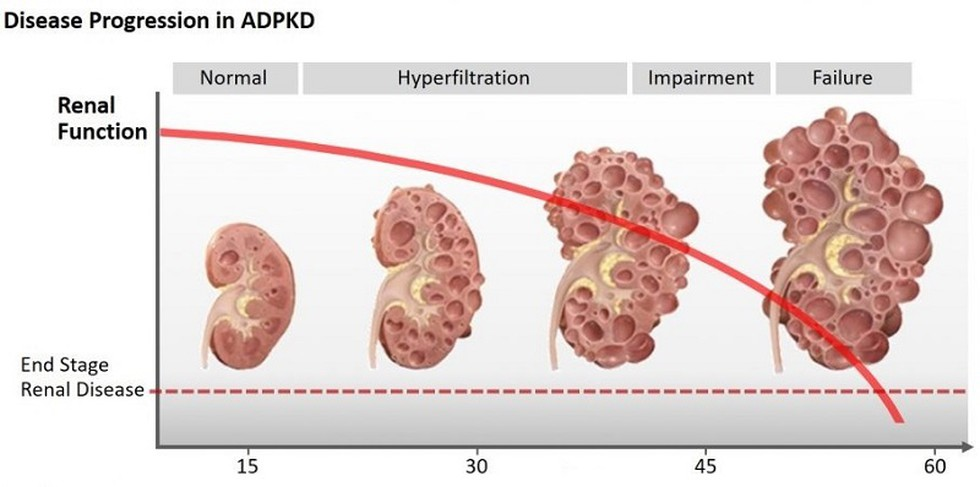 Disease Progression in ADPKD
Normal
Hyperfiltration
Impairment
Failure
Renal
Function
End Stage
Renal Disease
15
30
45
60